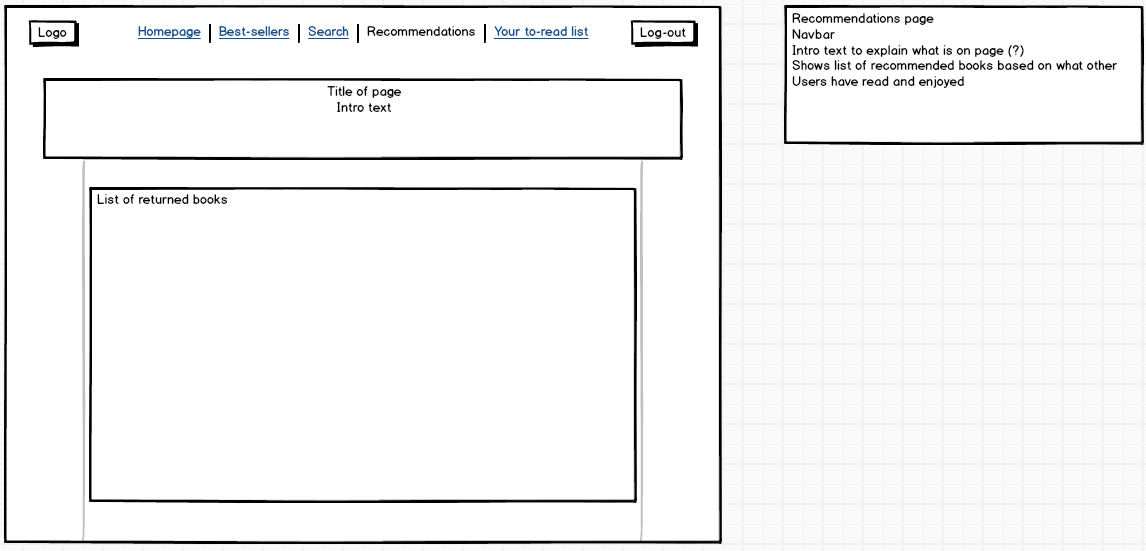 Logo
Homepage | Best-sellers | Search | Recommendations | Your to-read list
Log-out
Title of page
Intro text
List of returned books
Recommendations page
Navbar
Intro text to explain what is on page (?)
Shows list of recommended books based on what other
Users have read and enjoyed